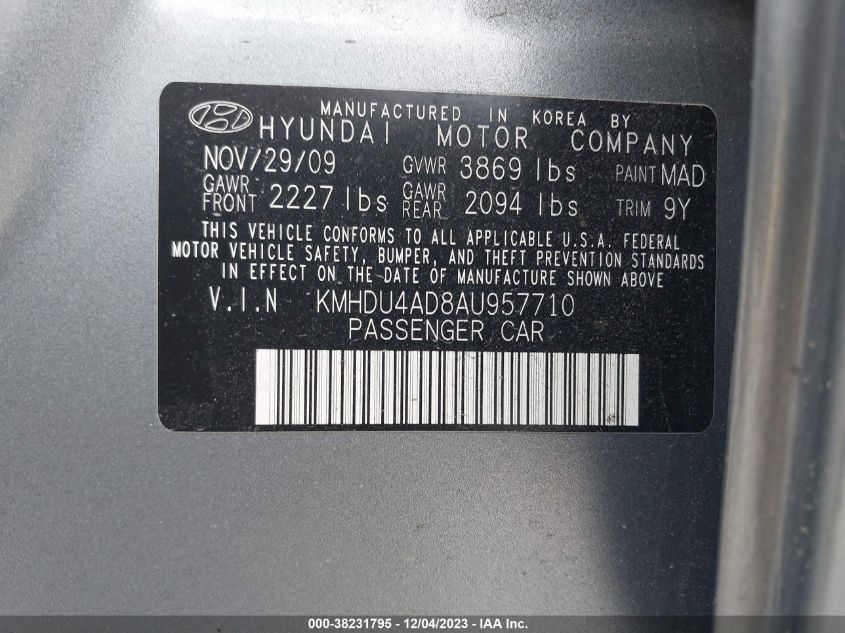 MANUFACTURED IN KOREA BY
HYUNDAI MOTOR COMPANY
NOV/29/09 GVWR 3869 lbs PAINT MAD
GAWR FRONT 2227 lbs GAWR REAR 2094 lbs TRIM 9Y
THIS VEHICLE CONFORMS TO ALL APPLICABLE U.S.A. FEDERAL
MOTOR VEHICLE SAFETY, BUMPER, AND THEFT PREVENTION STANDARDS
IN EFFECT ON THE DATE OF MANUFACTURE SHOWN ABOVE
V.I.N KMHDU4AD8AU957710
PASSENGER CAR
000-38231795 - 12/04/2023 - IAA Inc.